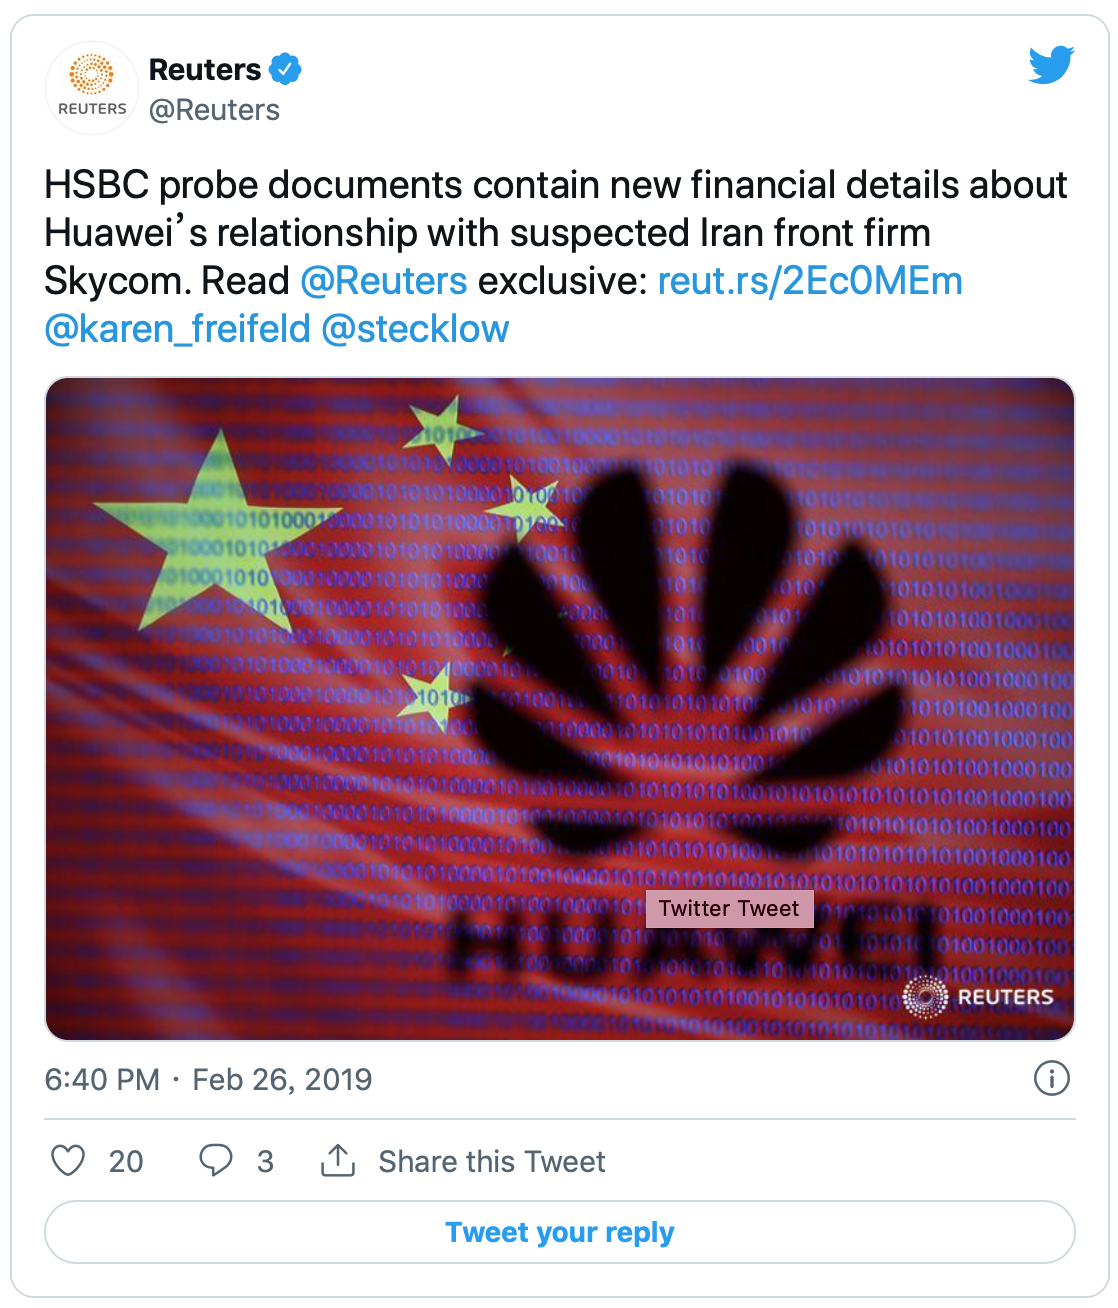 Reuters
@Reuters
REUTERS
HSBC probe documents contain new financial details about
Huawei’s relationship with suspected Iran front firm
Skycom. Read @Reuters exclusive: reut.rs/2Ec0MEm
@karen_freifeld @stecklow
Twitter Tweet
HUAWEI
REUTERS
6:40 PM · Feb 26, 2019
20
3
Share this Tweet
Tweet your reply